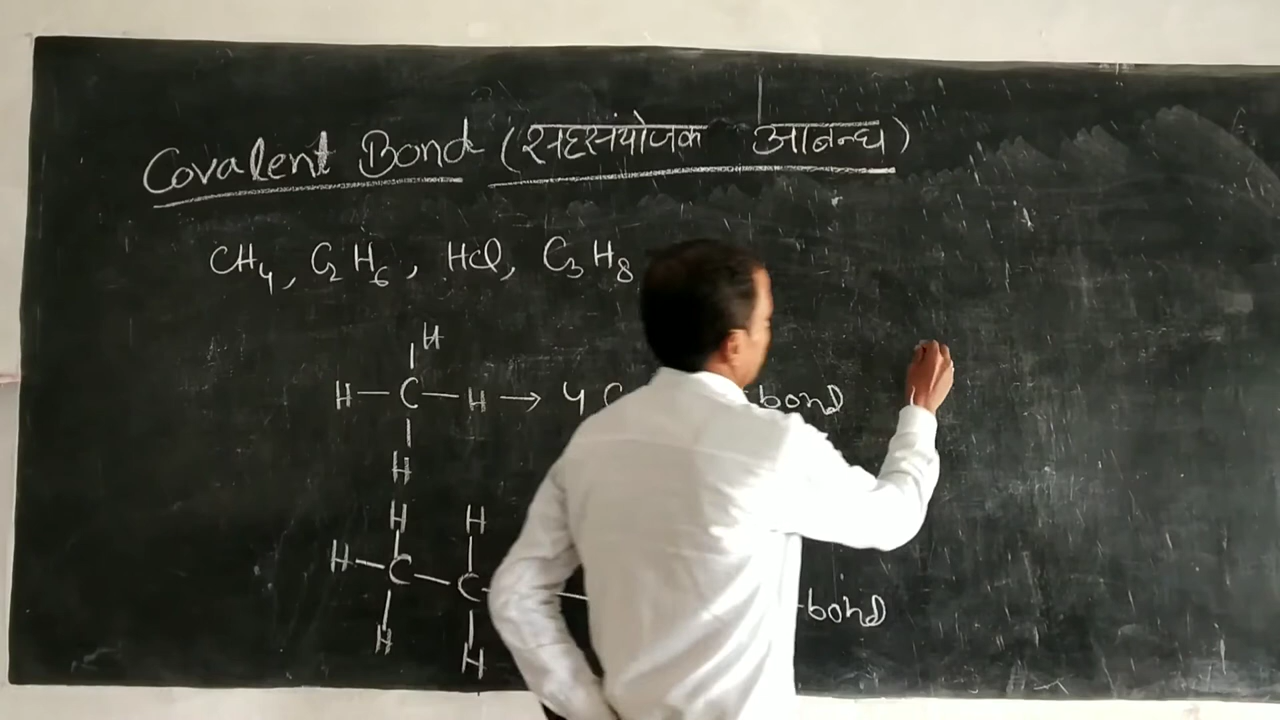 Covalent Bond (सहसंयोजक आबन्ध)
CH4, C2H6, HCl, C3H8
H
H—C—H → 4 C bond
H
H H
H—C—C bond
H H